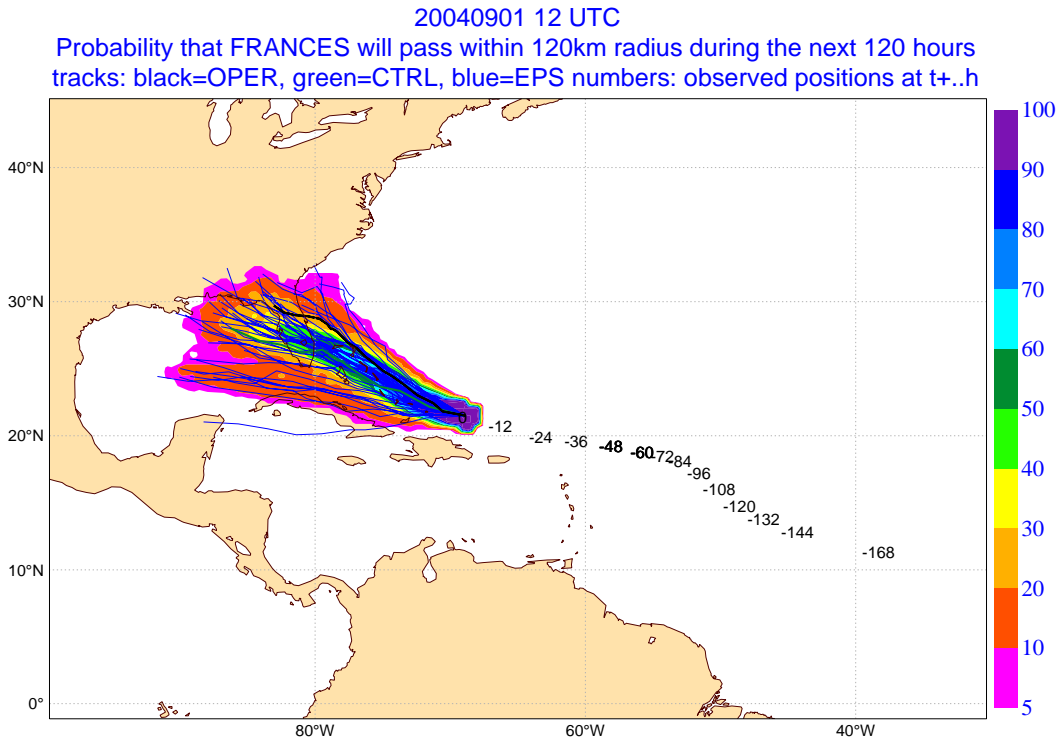 20040901 12 UTC
Probability that FRANCES will pass within 120km radius during the next 120 hours
tracks: black=OPER, green=CTRL, blue=EPS numbers: observed positions at t+..h
100
90
80
70
60
50
40
30
20
10
5
40°N
30°N
20°N
10°N
0°
-12
-24
-36
-48
-60
-72
-84
-96
-108
-120
-132
-144
-168
0
80°W
60°W
40°W